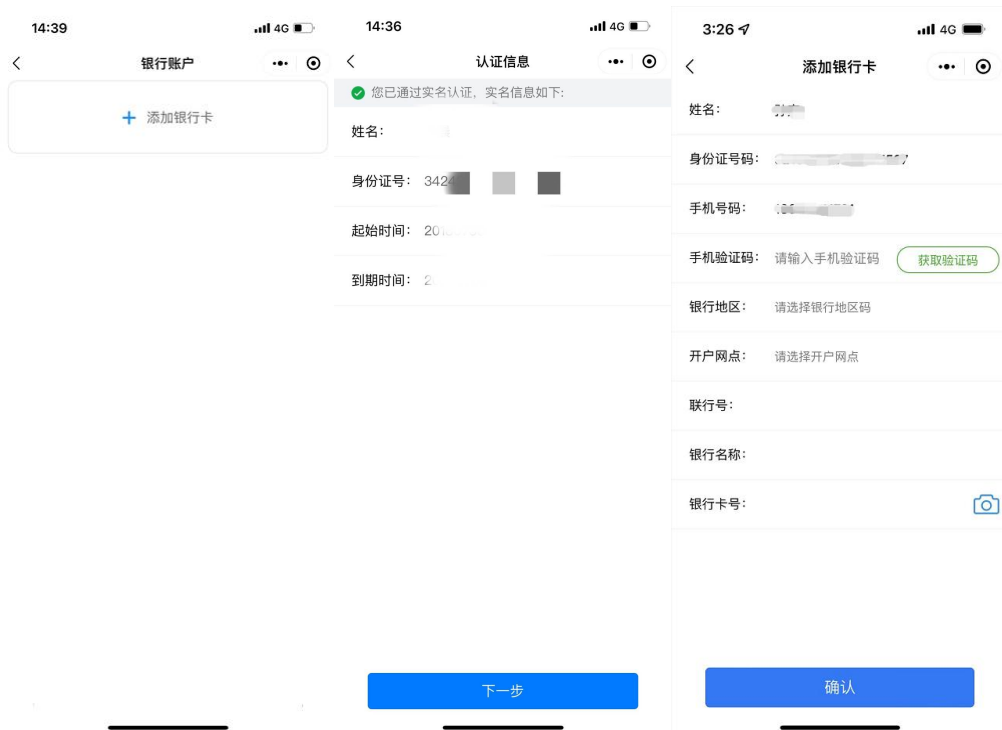 14:39
4G
银行账户
添加银行卡
14:36
4G
认证信息
您已通过实名认证，实名信息如下:
姓名:
身份证号: 3424
起始时间: 201
到期时间: 2
下一步
3:26
4G
添加银行卡
姓名:
身份证号码:
手机号码:
手机验证码: 请输入手机验证码 获取验证码
银行地区: 请选择银行地区码
开户网点: 请选择开户网点
联行号:
银行名称:
银行卡号:
确认